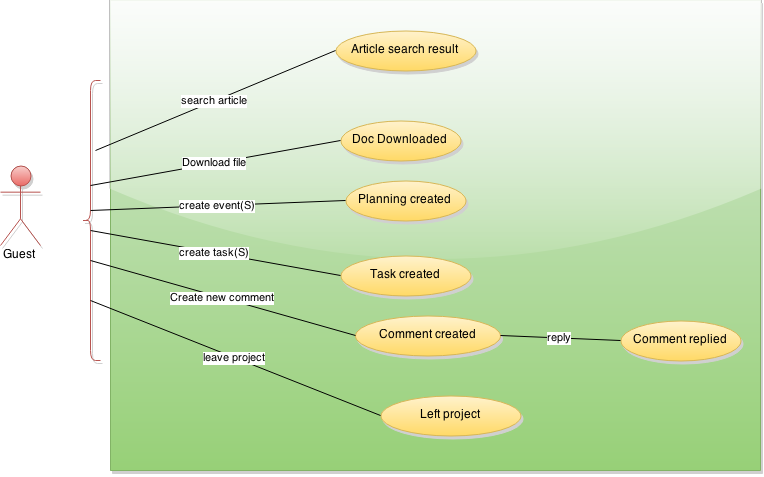 Article search result
search article
Doc Downloaded
Download file
Planning created
create event(S)
Guest
create task(S)
Task created
Create new comment
Comment created
reply
Comment replied
leave project
Left project